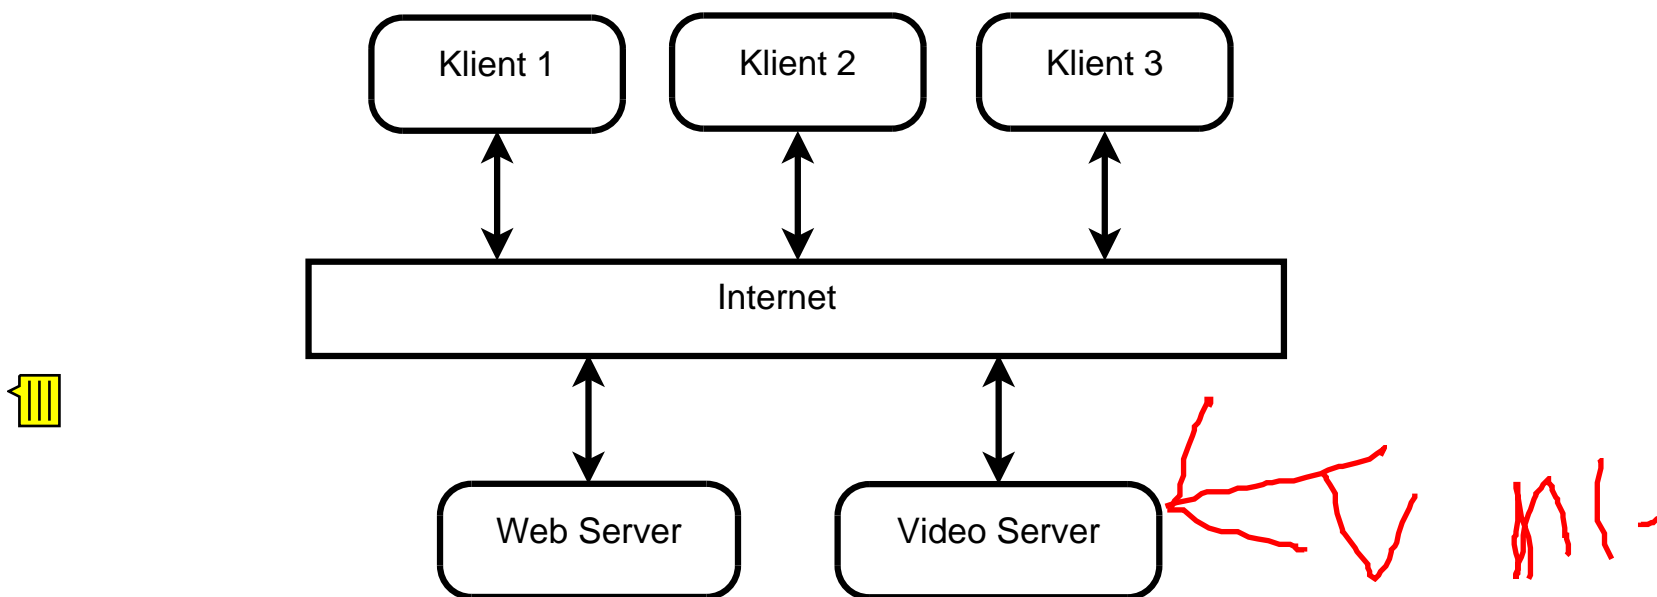 Klient 1 Klient 2 Klient 3
Internet
Web Server Video Server